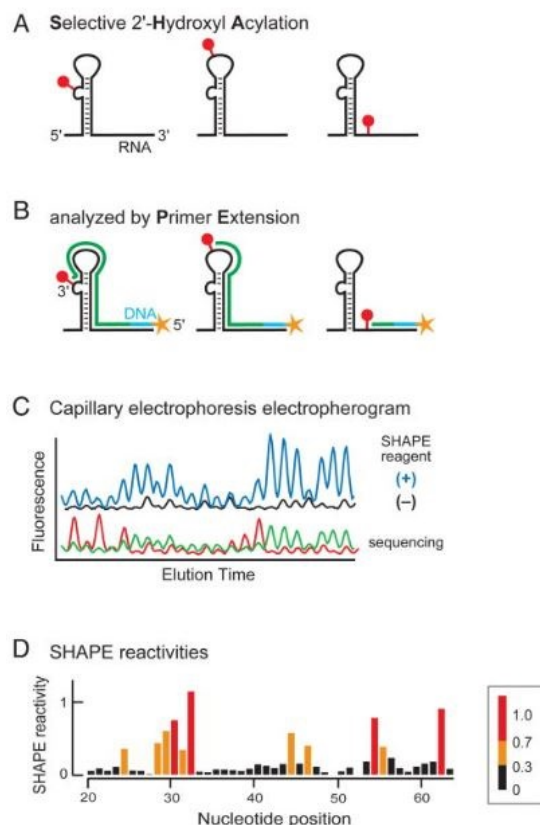 A Selective 2'-Hydroxyl Acylation
5' 3'
RNA
B
analyzed by Primer Extension
3'
DNA 5'
C Capillary electrophoresis electropherogram
Fluorescence
SHAPE
reagent
(+)
(–)
sequencing
Elution Time
D SHAPE reactivities
SHAPE reactivity
1
0
20 30 40 50 60
Nucleotide position
1.0
0.7
0.3
0